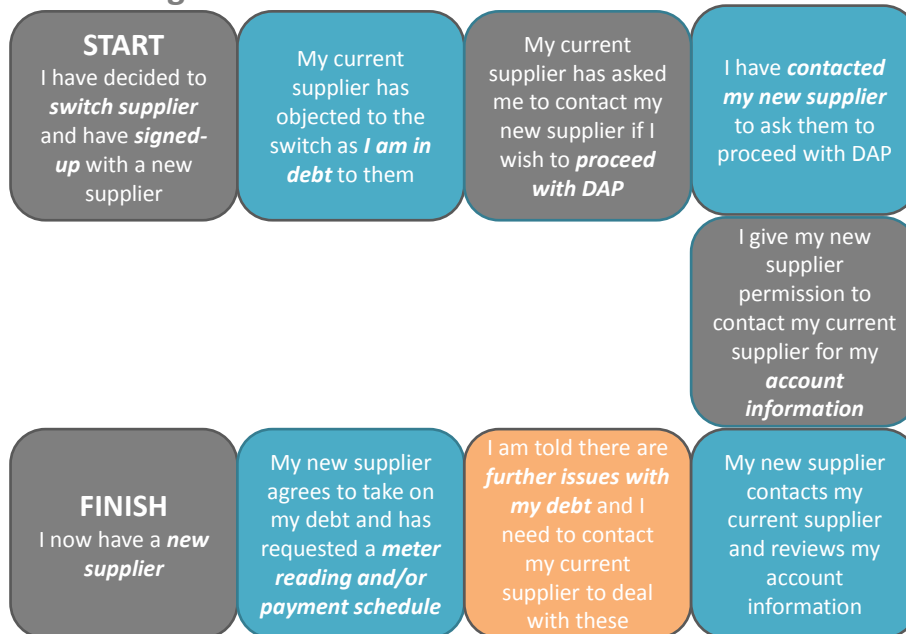 START
I have decided to
switch supplier
and have signed-
up with a new
supplier
My current
supplier has
objected to the
switch as I am in
debt to them
My current
supplier has asked
me to contact my
new supplier if I
wish to proceed
with DAP
I have contacted
my new supplier
to ask them to
proceed with DAP
I give my new
supplier
permission to
contact my current
supplier for my
account
information
My new supplier
contacts my
current supplier
and reviews my
account
information
I am told there are
further issues with
my debt and I
need to contact
my current
supplier to deal
with these
My new supplier
agrees to take on
my debt and has
requested a meter
reading and/or
payment schedule
FINISH
I now have a new
supplier